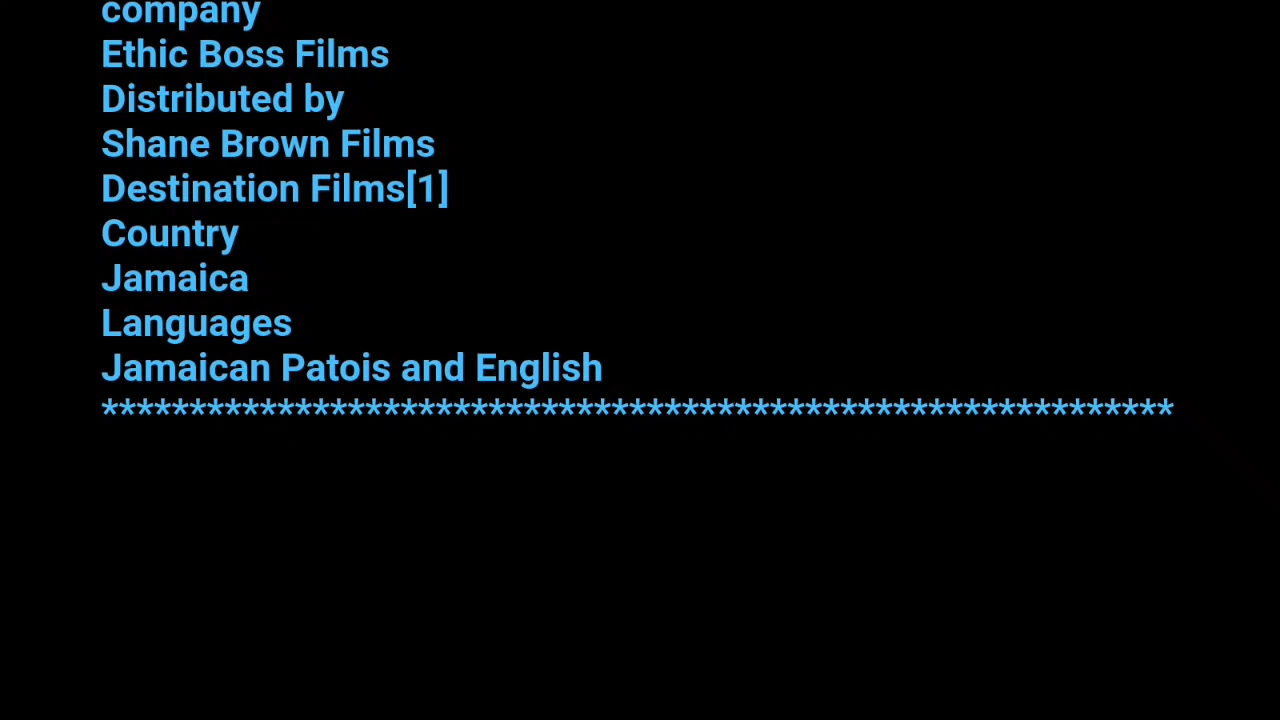 company
Ethic Boss Films
Distributed by
Shane Brown Films
Destination Films[1]
Country
Jamaica
Languages
Jamaican Patois and English
*************************************************************